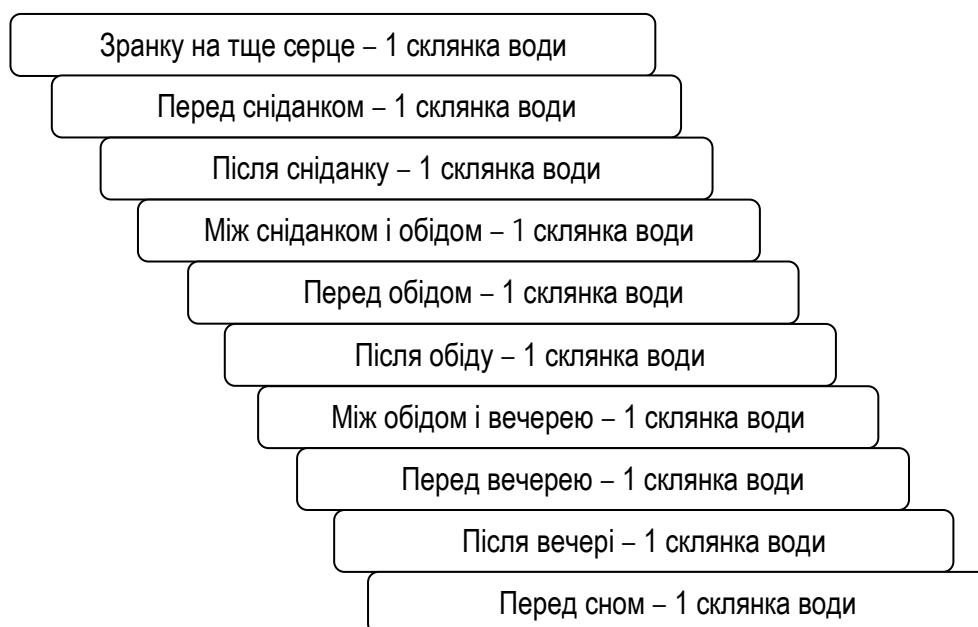 Зранку на тще серце – 1 склянка води
Перед сніданком – 1 склянка води
Після сніданку – 1 склянка води
Між сніданком і обідом – 1 склянка води
Перед обідом – 1 склянка води
Після обіду – 1 склянка води
Між обідом і вечерею – 1 склянка води
Перед вечерею – 1 склянка води
Після вечері – 1 склянка води
Перед сном – 1 склянка води